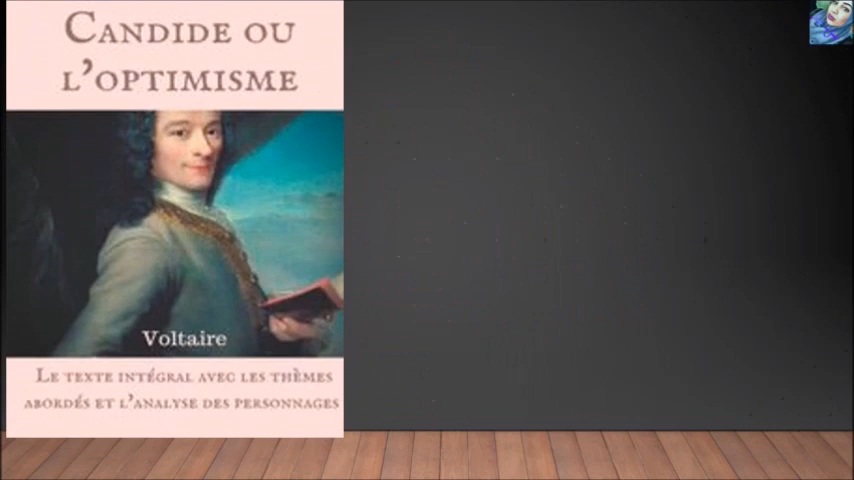 Candide ou
l'optimisme
Voltaire
Le texte intégral avec les thèmes
abordés et l'analyse des personnages